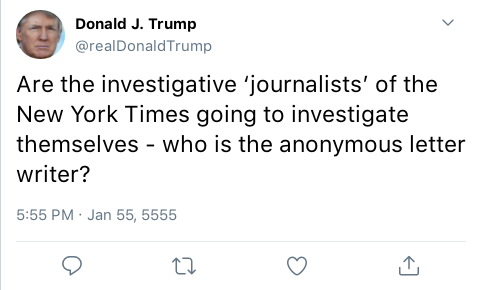 Donald J. Trump
@realDonaldTrump
Are the investigative ‘journalists’ of the
New York Times going to investigate
themselves - who is the anonymous letter
writer?
5:55 PM · Jan 55, 5555